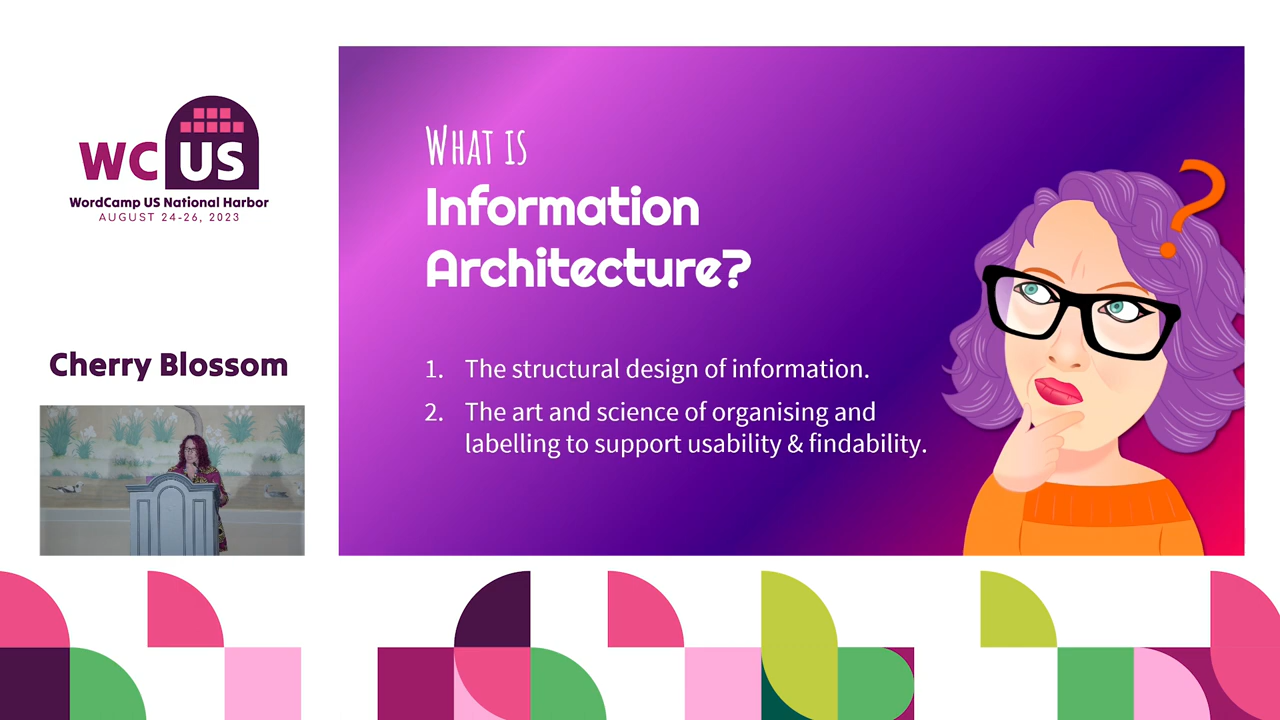 WC US
WordCamp US National Harbor
AUGUST 24-26, 2023
Cherry Blossom
WHAT IS
Information
Architecture?
1. The structural design of information.
2. The art and science of organising and
labelling to support usability & findability.
?